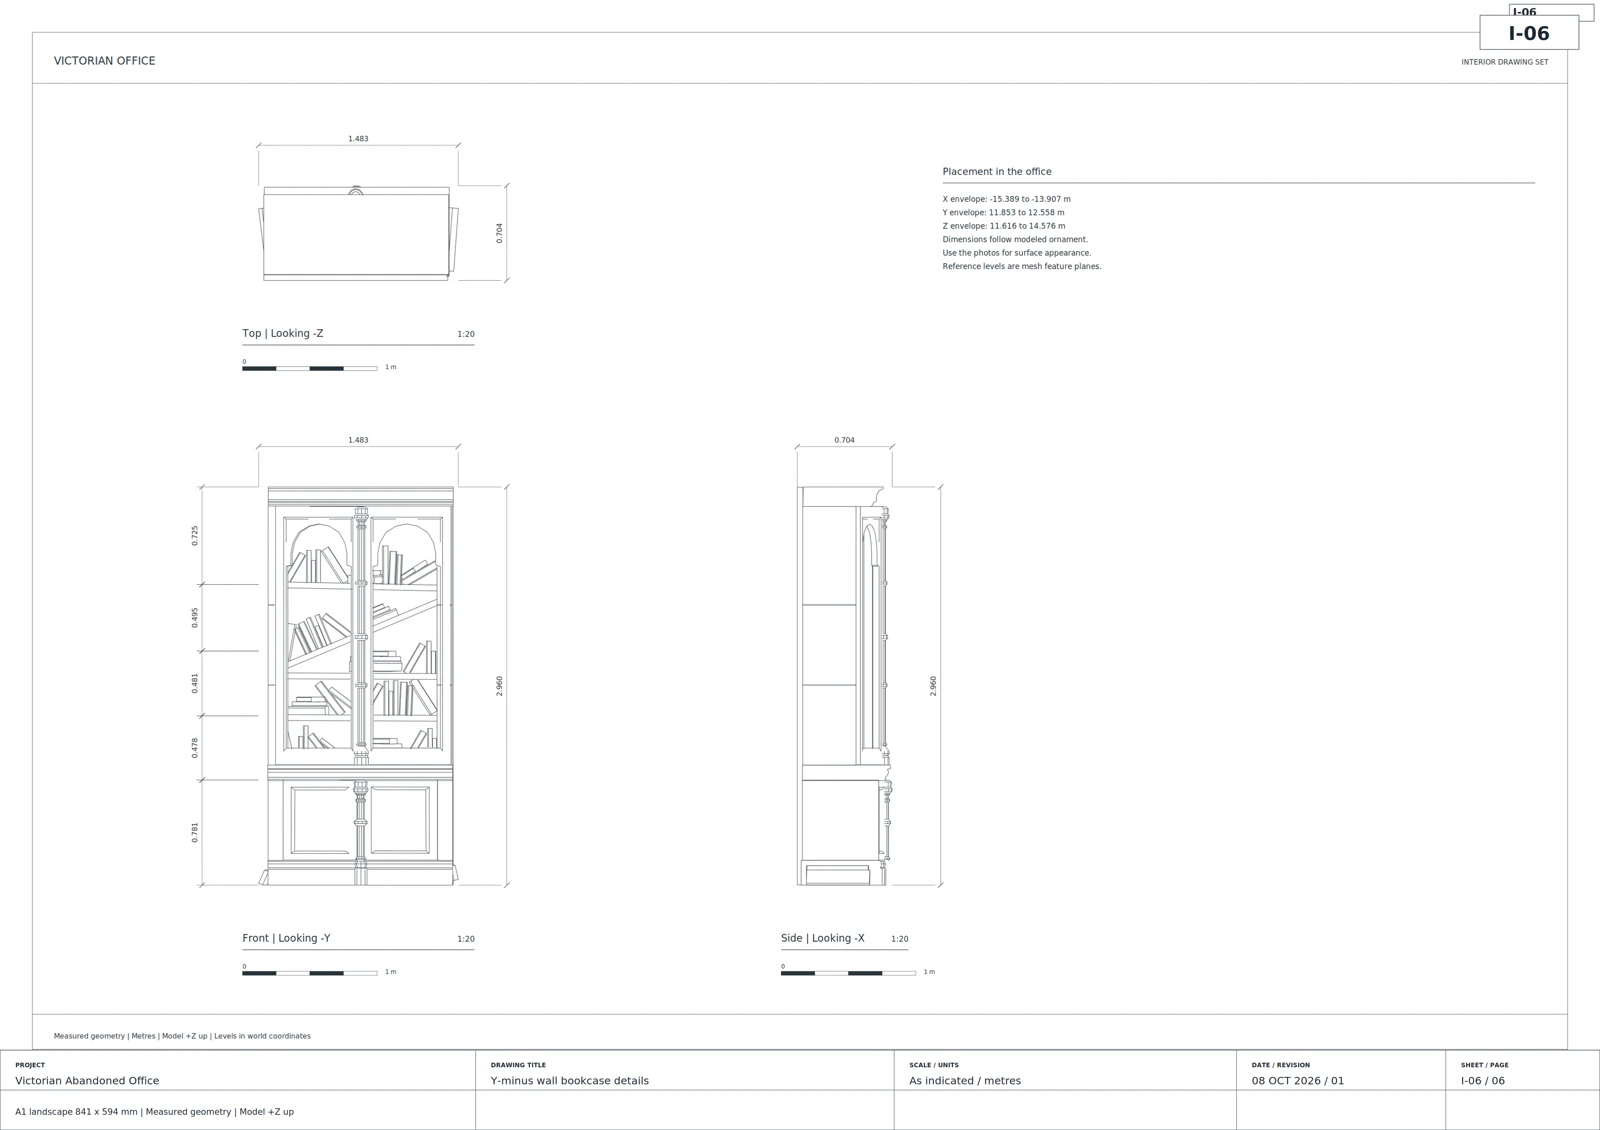 I-06
I-06
VICTORIAN OFFICE
INTERIOR DRAWING SET
1.483
0.704
Top | Looking -Z
1:20
0
1 m
Placement in the office
X envelope: -15.389 to -13.907 m
Y envelope: 11.853 to 12.558 m
Z envelope: 11.616 to 14.576 m
Dimensions follow modeled ornament.
Use the photos for surface appearance.
Reference levels are mesh feature planes.
1.483
0.725
0.495
0.481
0.478
0.781
2.960
Front | Looking -Y
1:20
0
1 m
0.704
2.960
Side | Looking -X
1:20
0
1 m
Measured geometry | Metres | Model +Z up | Levels in world coordinates
PROJECT
Victorian Abandoned Office
DRAWING TITLE
Y-minus wall bookcase details
SCALE / UNITS
As indicated / metres
DATE / REVISION
08 OCT 2026 / 01
SHEET / PAGE
I-06 / 06
A1 landscape 841 x 594 mm | Measured geometry | Model +Z up